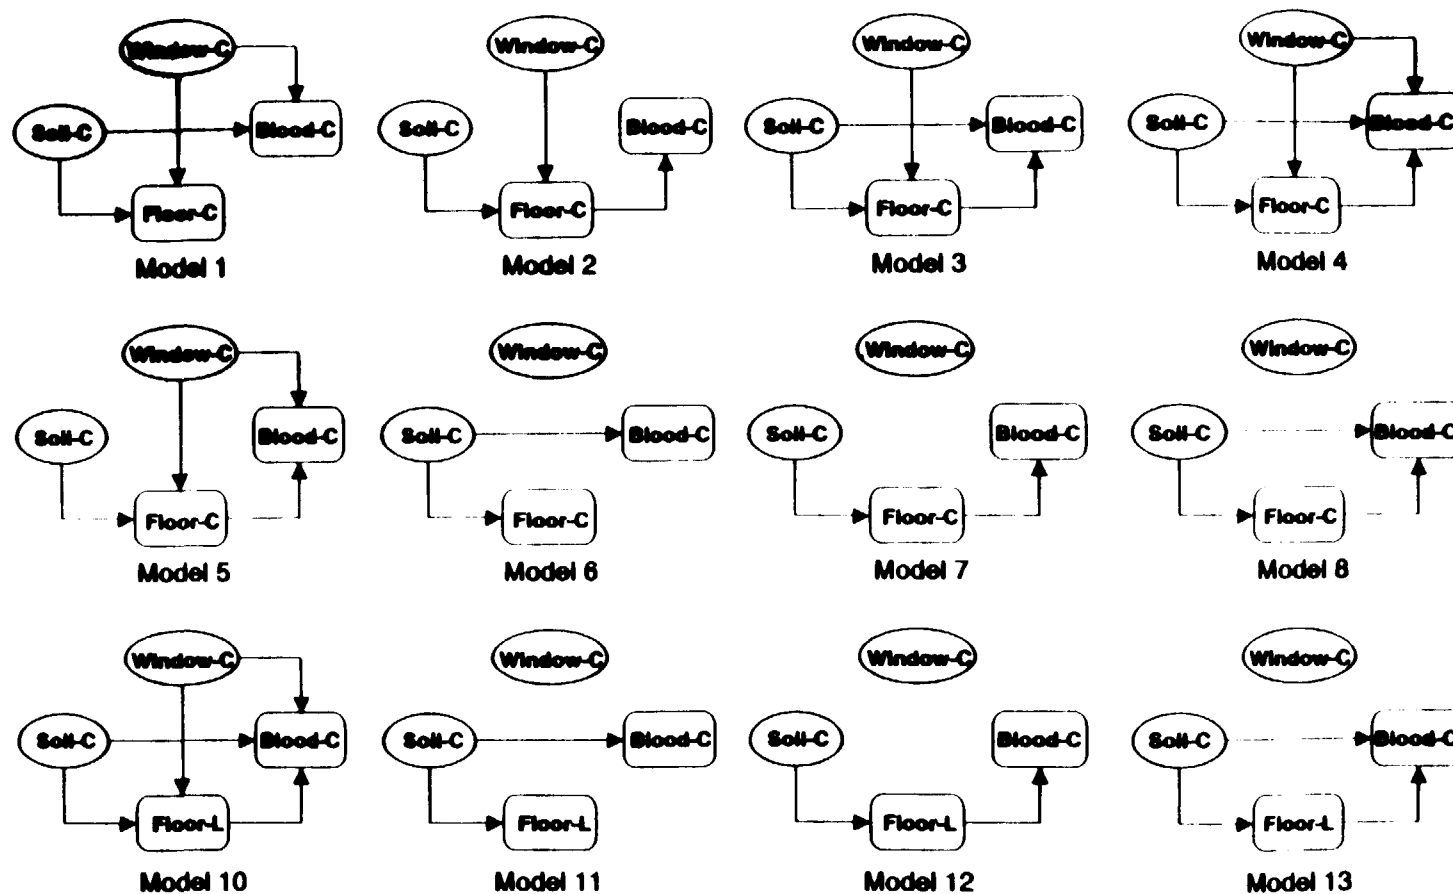 Window-C
Soil-C
Blood-C
Floor-C
Model 1
Window-C
Soil-C
Blood-C
Floor-C
Model 2
Window-C
Soil-C
Blood-C
Floor-C
Model 3
Window-C
Soil-C
Blood-C
Floor-C
Model 4
Window-C
Soil-C
Blood-C
Floor-C
Model 5
Window-C
Soil-C
Blood-C
Floor-C
Model 6
Window-C
Soil-C
Blood-C
Floor-C
Model 7
Window-C
Soil-C
Blood-C
Floor-C
Model 8
Window-C
Soil-C
Blood-C
Floor-L
Model 10
Window-C
Soil-C
Blood-C
Floor-L
Model 11
Window-C
Soil-C
Blood-C
Floor-L
Model 12
Window-C
Soil-C
Blood-C
Floor-L
Model 13